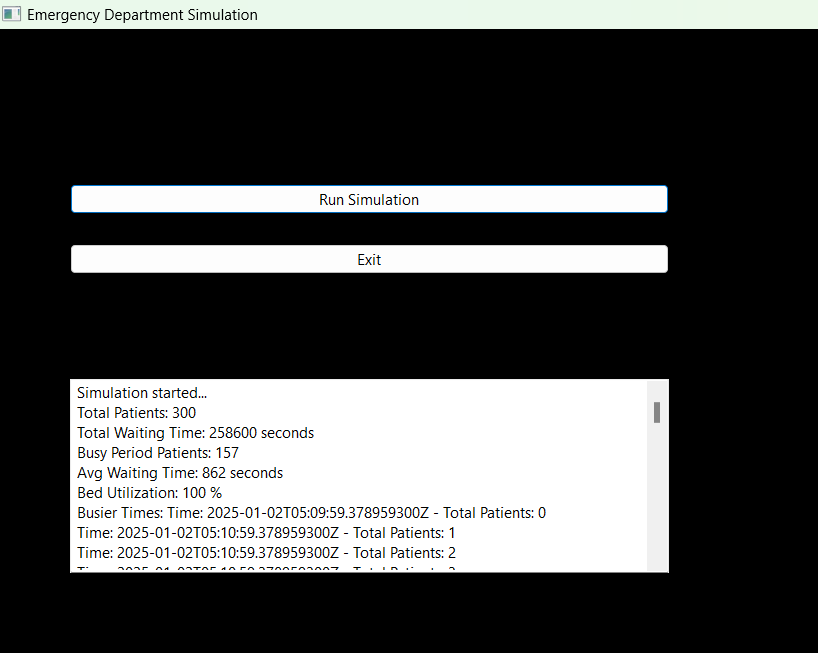 Emergency Department Simulation
Run Simulation
Exit
Simulation started...
Total Patients: 300
Total Waiting Time: 258600 seconds
Busy Period Patients: 157
Avg Waiting Time: 862 seconds
Bed Utilization: 100 %
Busier Times: Time: 2025-01-02T05:09:59.378959300Z - Total Patients: 0
Time: 2025-01-02T05:10:59.378959300Z - Total Patients: 1
Time: 2025-01-02T05:10:59.378959300Z - Total Patients: 2